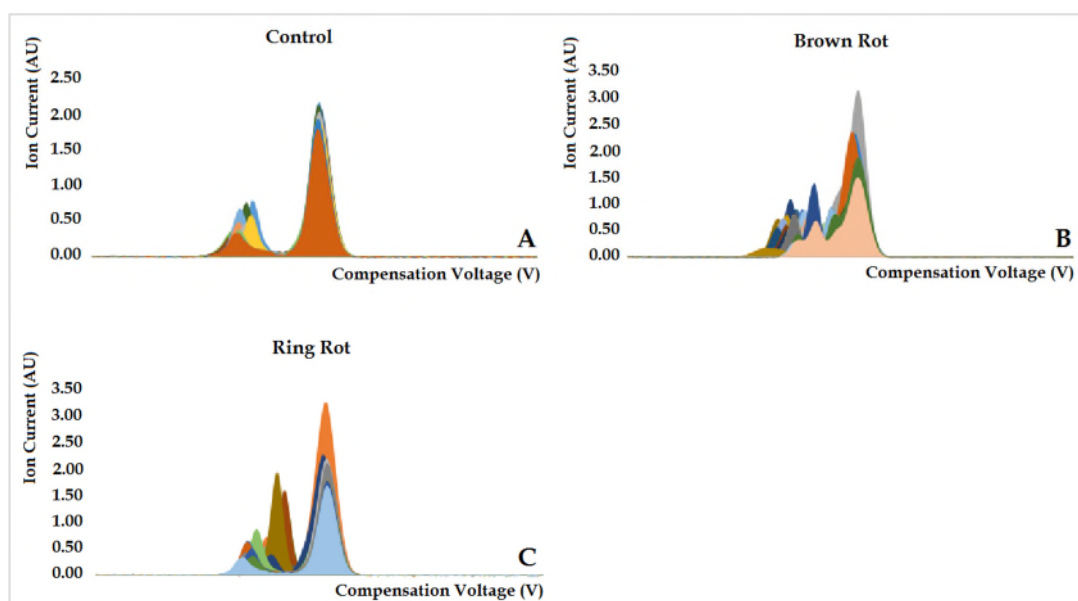 Control
Ion Current (AU)
2.50
2.00
1.50
1.00
0.50
0.00
A
Compensation Voltage (V)
Brown Rot
Ion Current (AU)
3.50
3.00
2.50
2.00
1.50
1.00
0.50
0.00
B
Compensation Voltage (V)
Ring Rot
Ion Current (AU)
3.50
3.00
2.50
2.00
1.50
1.00
0.50
0.00
C
Compensation Voltage (V)